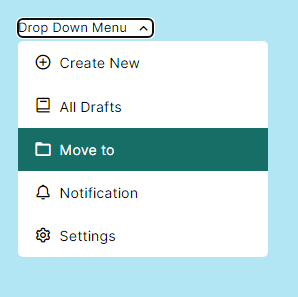 Drop Down Menu
Create New
All Drafts
Move to
Notification
Settings